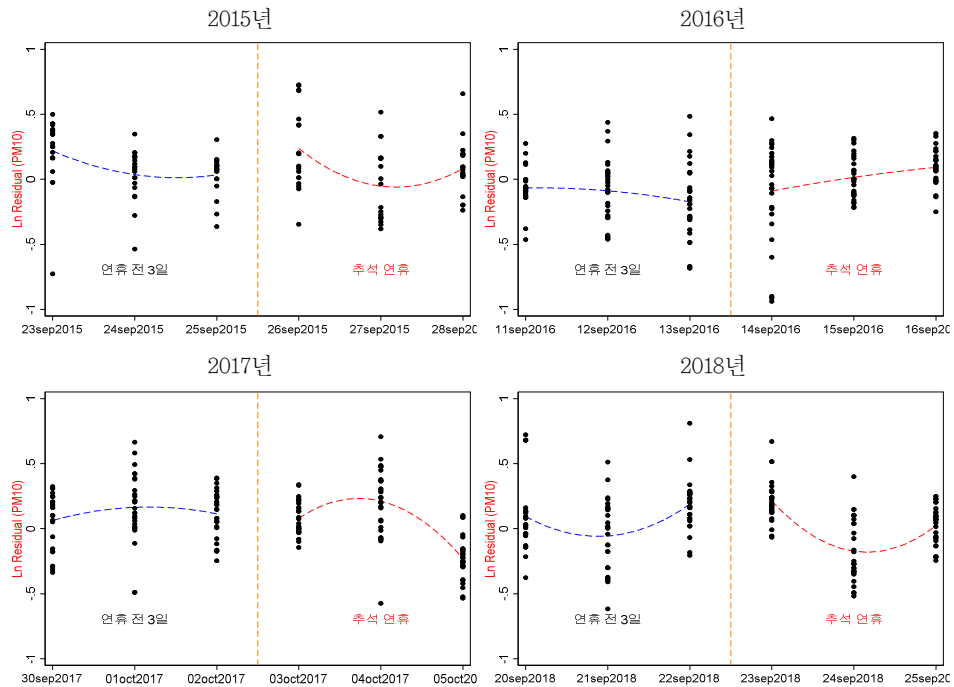 2015년
2016년
Ln Residual (PM10)
1
.5
0
-.5
-1
연휴 전 3일
추석 연휴
23sep2015
24sep2015
25sep2015
26sep2015
27sep2015
28sep20
Ln Residual (PM10)
1
.5
0
-.5
-1
연휴 전 3일
추석 연휴
11sep2016
12sep2016
13sep2016
14sep2016
15sep2016
16sep20
2017년
2018년
Ln Residual (PM10)
1
.5
0
-.5
-1
연휴 전 3일
추석 연휴
30sep2017
01oct2017
02oct2017
03oct2017
04oct2017
05oct20
Ln Residual (PM10)
1
.5
0
-.5
-1
연휴 전 3일
추석 연휴
20sep2018
21sep2018
22sep2018
23sep2018
24sep2018
25sep20